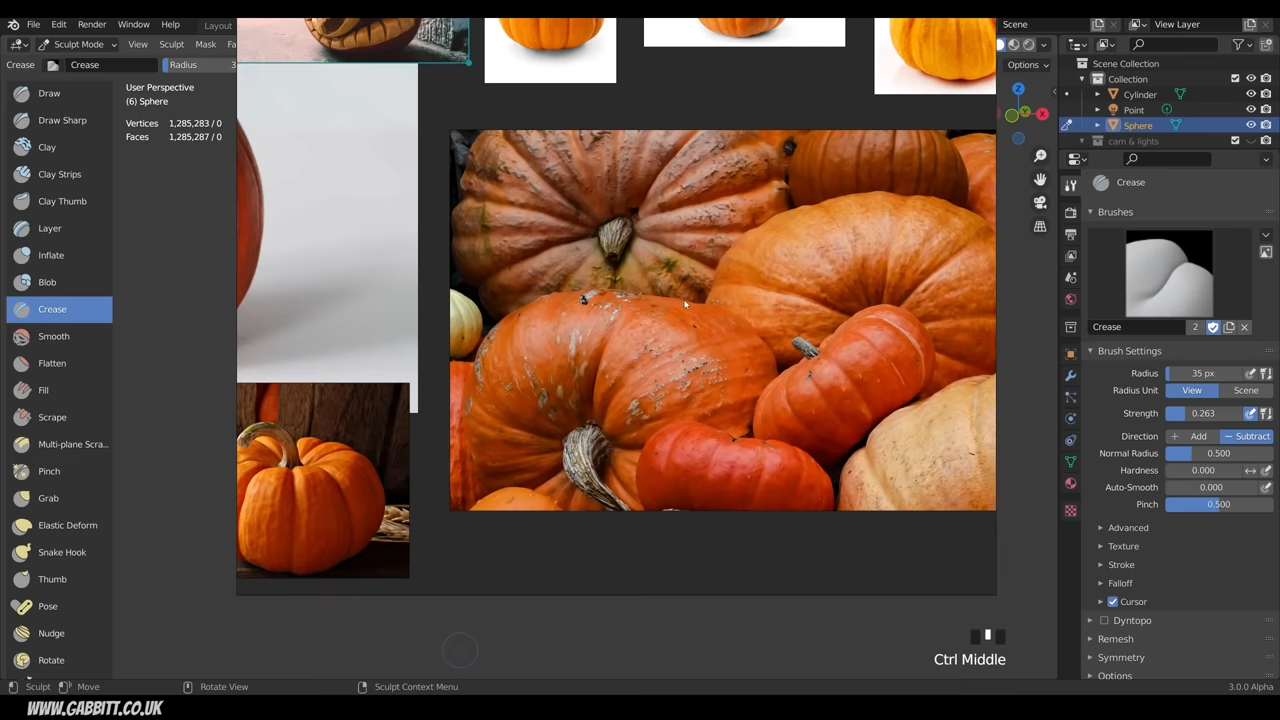 File Edit Render Window Help Layout
Scene View Layer
Sculpt Mode View Sculpt Mask Fa
Options
Crease Crease Radius 3
Scene Collection
Collection
Cylinder
Point
Sphere
cam & lights
User Perspective
(6) Sphere
Vertices 1,285,283 / 0
Faces 1,285,287 / 0
Draw
Draw Sharp
Clay
Clay Strips
Clay Thumb
Layer
Inflate
Blob
Crease
Smooth
Flatten
Fill
Scrape
Multi-plane Scra...
Pinch
Grab
Elastic Deform
Snake Hook
Thumb
Pose
Nudge
Rotate
Crease
Brushes
Crease 2
Brush Settings
Radius 35 px
Radius Unit View Scene
Strength 0.263
Direction + Add − Subtract
Normal Radius 0.500
Hardness 0.000
Auto-Smooth 0.000
Pinch 0.500
Advanced
Texture
Stroke
Falloff
Cursor
Dyntopo
Remesh
Symmetry
Options
Ctrl Middle
Sculpt Move Rotate View Sculpt Context Menu 3.0.0 Alpha
WWW.GABBITT.CO.UK